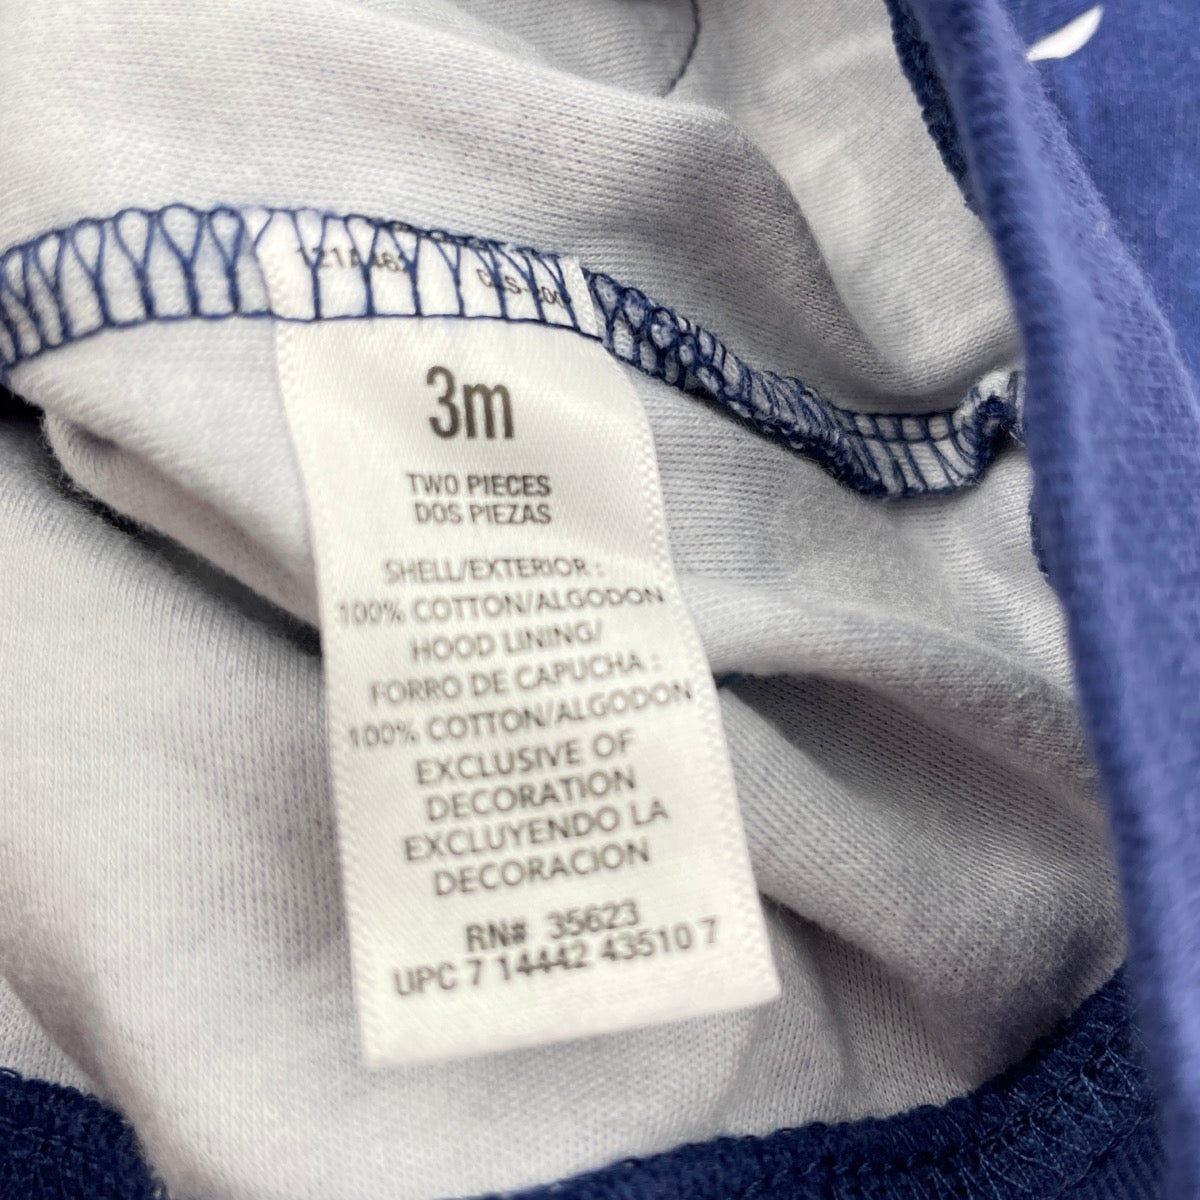 3m
TWO PIECES
DOS PIEZAS
SHELL/EXTERIOR :
100% COTTON/ALGODON
HOOD LINING/
FORRO DE CAPUCHA :
100% COTTON/ALGODON
EXCLUSIVE OF
DECORATION
EXCLUYENDO LA
DECORACION
RN# 35623
UPC 7 14442 43510 7